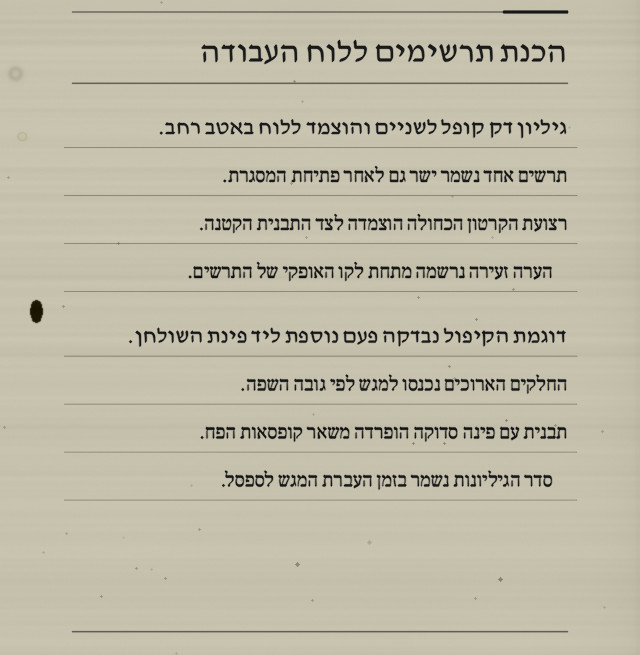 הכנת תרשימים ללוח העבודה
גיליון דק קופל לשניים והוצמד ללוח באטב רחב.
תרשים אחד נשמר ישר גם לאחר פתיחת המסגרת.
רצועת הקרטון הכחולה הוצמדה לצד התבנית הקטנה.
הערה זעירה נרשמה מתחת לקו האופקי של התרשים.
דוגמת הקיפול נבדקה פעם נוספת ליד פינת השולחן.
החלקים הארוכים נכנסו למגש לפי גובה השפה.
תבנית עם פינה סדוקה הופרדה משאר קופסאות הפח.
סדר הגיליונות נשמר בזמן העברת המגש לספסל.